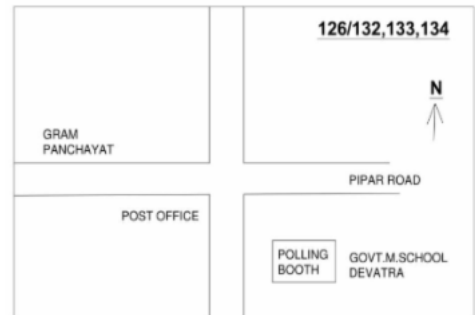 126/132,133,134
N
GRAM
PANCHAYAT
PIPAR ROAD
POST OFFICE
POLLING
BOOTH
GOVT.M.SCHOOL
DEVATRA